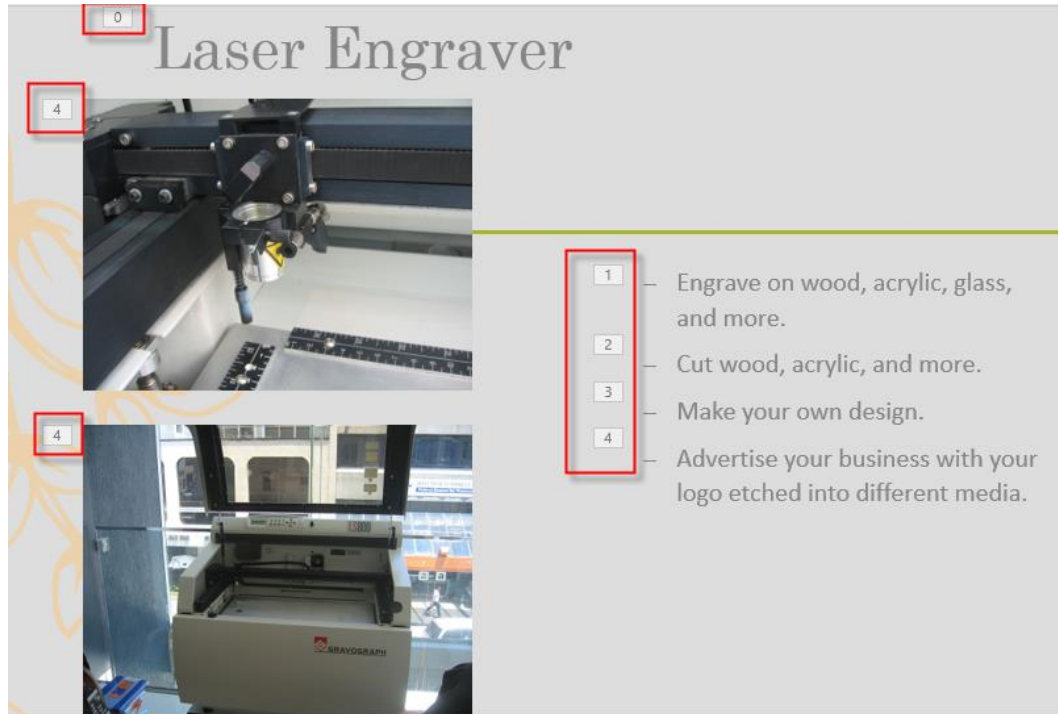 0
Laser Engraver
4
1
– Engrave on wood, acrylic, glass,
and more.
2
– Cut wood, acrylic, and more.
3
– Make your own design.
4
– Advertise your business with your
logo etched into different media.
4
GRAVOGRAPH